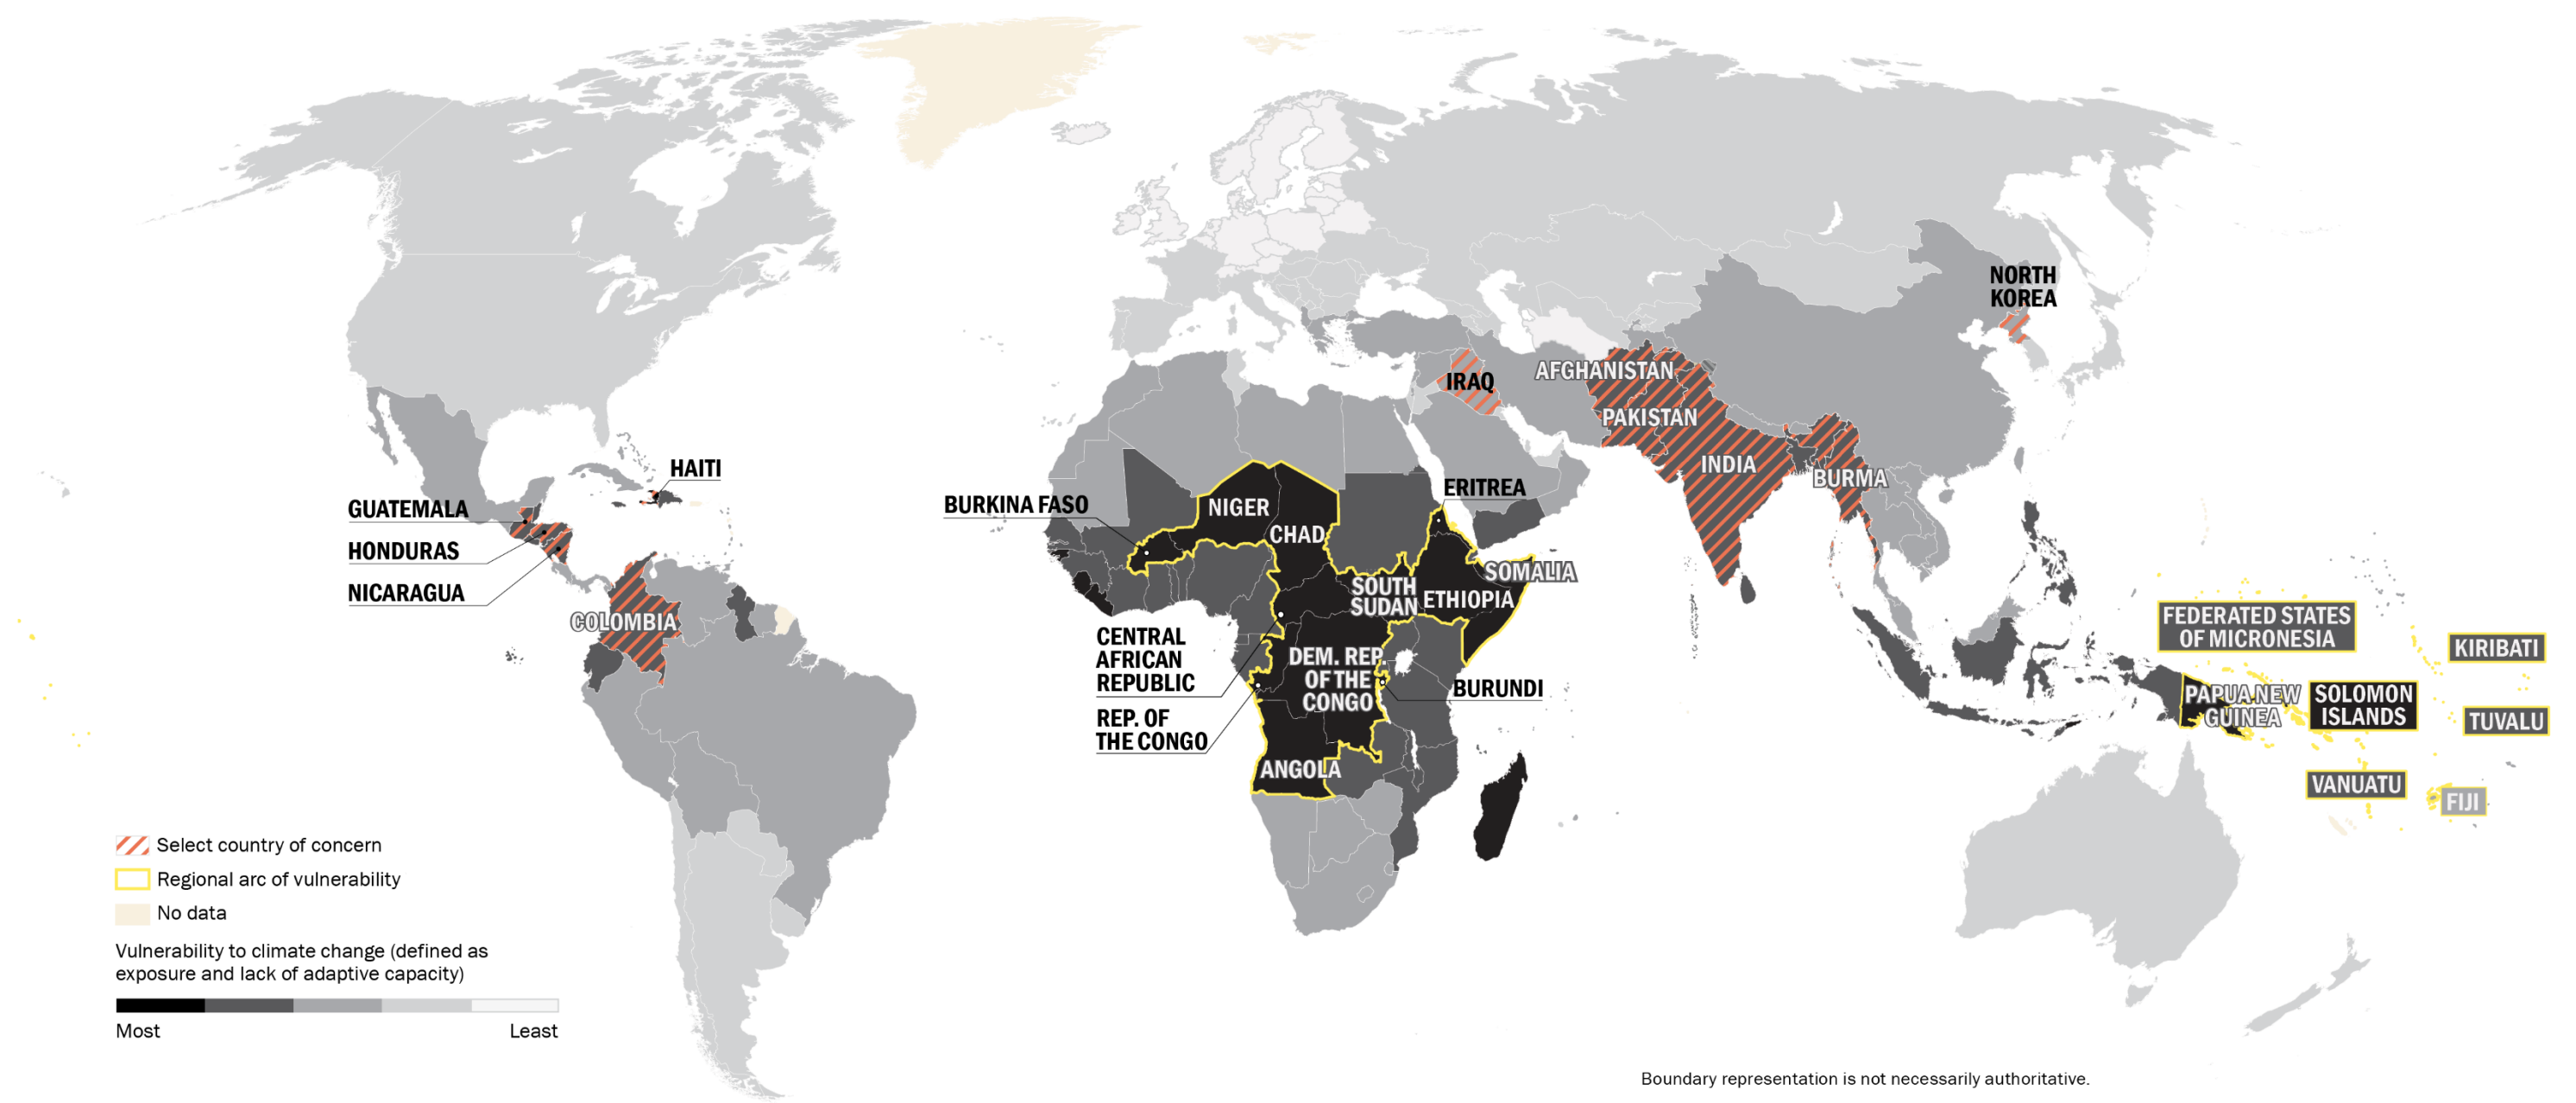 NORTH
KOREA
IRAQ
AFGHANISTAN
PAKISTAN
INDIA
BURMA
HAITI
GUATEMALA
HONDURAS
NICARAGUA
COLOMBIA
BURKINA FASO
NIGER
CHAD
ERITREA
SOMALIA
SOUTH
SUDAN
ETHIOPIA
CENTRAL
AFRICAN
REPUBLIC
DEM. REP.
OF THE
CONGO
BURUNDI
REP. OF
THE CONGO
ANGOLA
FEDERATED STATES
OF MICRONESIA
KIRIBATI
PAPUA NEW
GUINEA
SOLOMON
ISLANDS
TUVALU
VANUATU
FIJI
Select country of concern
Regional arc of vulnerability
No data
Vulnerability to climate change (defined as
exposure and lack of adaptive capacity)
Most Least
Boundary representation is not necessarily authoritative.